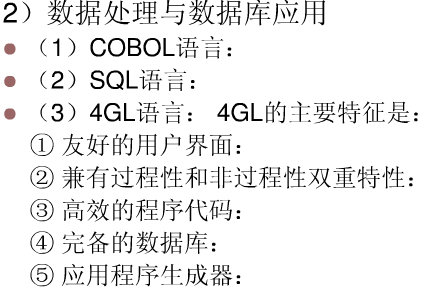 2）数据处理与数据库应用
（1）COBOL语言：
（2）SQL语言：
（3）4GL语言： 4GL的主要特征是：
① 友好的用户界面：
② 兼有过程性和非过程性双重特性：
③ 高效的程序代码：
④ 完备的数据库：
⑤ 应用程序生成器：